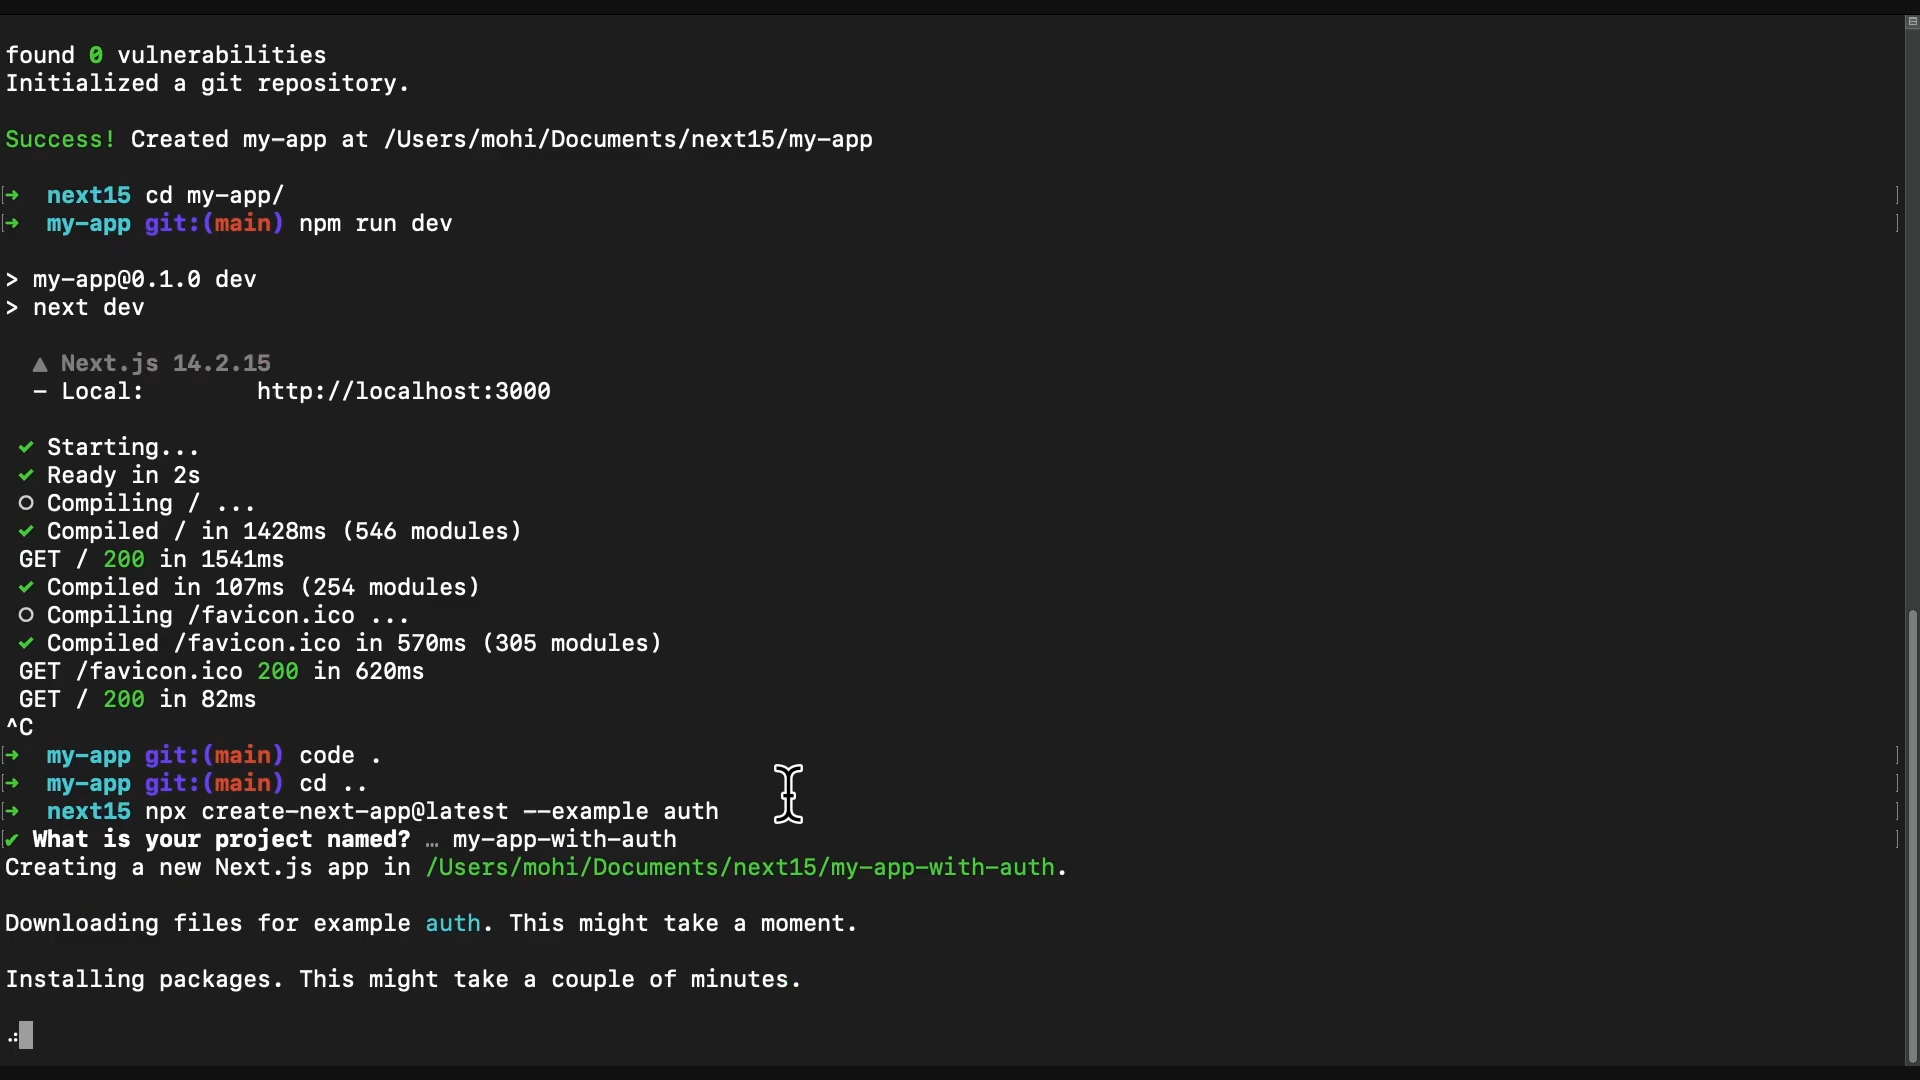 found 0 vulnerabilities
Initialized a git repository.
Success! Created my-app at /Users/mohi/Documents/next15/my-app
[→ next15 cd my-app/ ]
[→ my-app git:(main) npm run dev ]
> my-app@0.1.0 dev
> next dev
▲ Next.js 14.2.15
– Local: http://localhost:3000
✓ Starting...
✓ Ready in 2s
○ Compiling / ...
✓ Compiled / in 1428ms (546 modules)
GET / 200 in 1541ms
✓ Compiled in 107ms (254 modules)
○ Compiling /favicon.ico ...
✓ Compiled /favicon.ico in 570ms (305 modules)
GET /favicon.ico 200 in 620ms
GET / 200 in 82ms
^C
[→ my-app git:(main) code . ]
[→ my-app git:(main) cd .. ]
[→ next15 npx create-next-app@latest --example auth ]
[✔ What is your project named? … my-app-with-auth ]
Creating a new Next.js app in /Users/mohi/Documents/next15/my-app-with-auth.
Downloading files for example auth. This might take a moment.
Installing packages. This might take a couple of minutes.